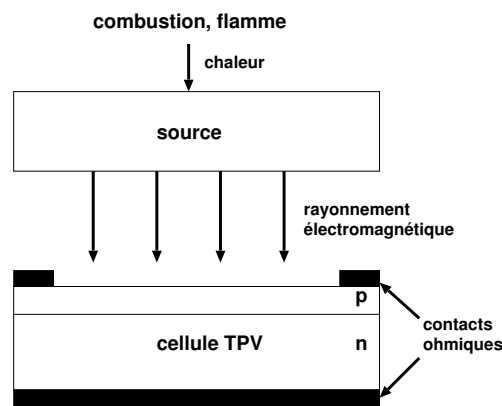 combustion, flamme
chaleur
source
rayonnement
électromagnétique
p
contacts
ohmiques
cellule TPV
n